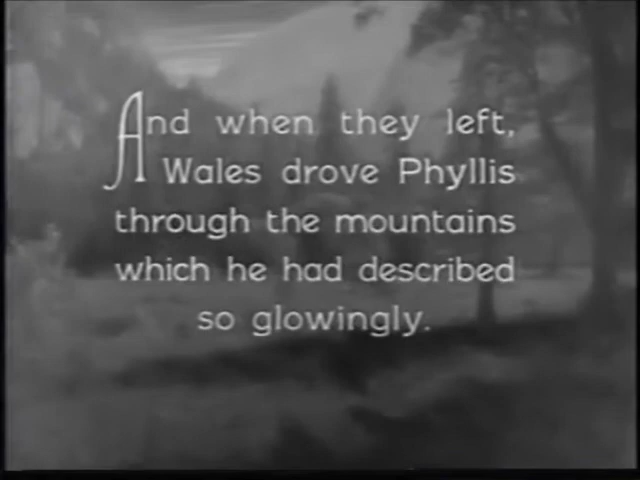 And when they left,
Wales drove Phyllis
through the mountains
which he had described
so glowingly.